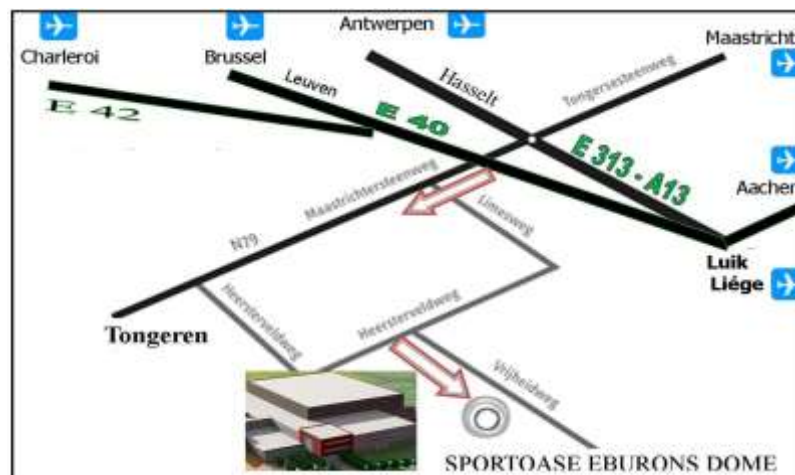 Antwerpen
Charleroi
Brussel
Maastricht
Leuven
Hasselt
Tongersesteenweg
E 42
E 40
E 313 - A13
Aachen
Maastrichtersteenweg
Limesweg
N79
Luik
Liége
Tongeren
Heersterveldweg
Heersterveldweg
Vrijheidweg
SPORTOASE EBURONS DOME